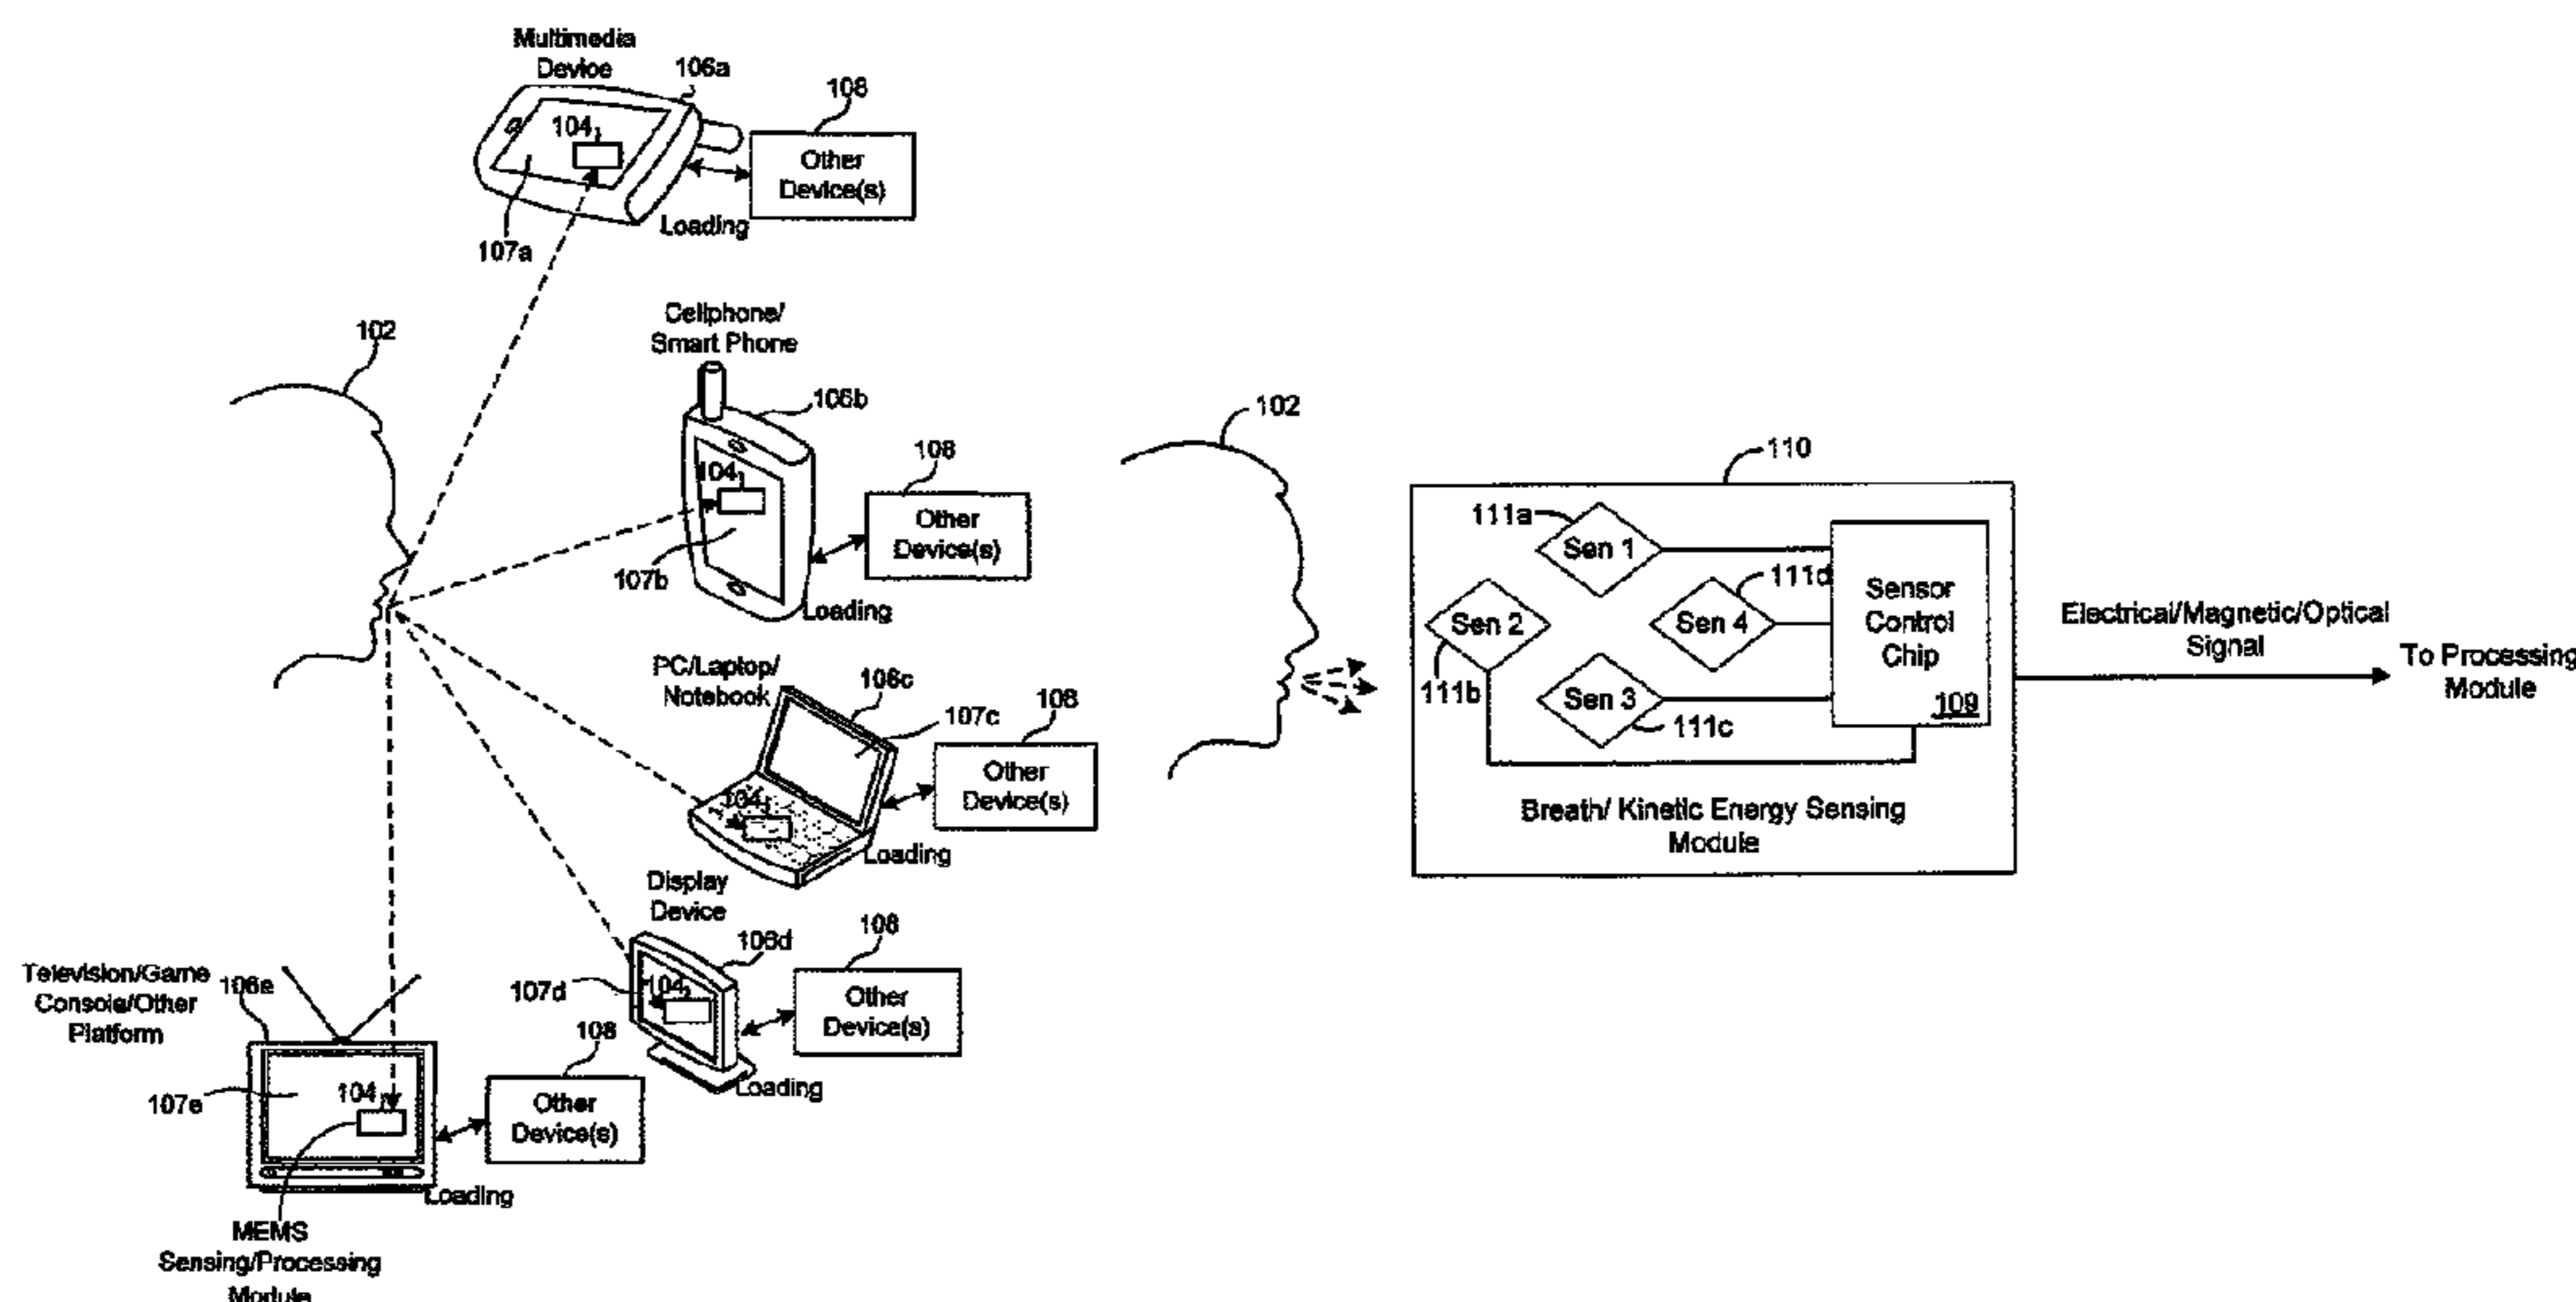 Multimedia
Device
106a
108
104
Other
Device(s)
107a
Loading
102
Cellphone/
Smart Phone
106b
108
104
Other
Device(s)
107b
Loading
PC/Laptop/
Notebook
106c
107c
108
104
Other
Device(s)
Loading
Display
Device
106d
108
107d
104
Other
Device(s)
Loading
Television/Game
Console/Other
Platform
106e
108
107e
104
Other
Device(s)
Loading
MEMS
Sensing/Processing
Module
102
110
111a
Sen 1
111d
Sen 2
Sen 4
111b
Sen 3
111c
Sensor
Control
Chip
109
Breath/ Kinetic Energy Sensing
Module
Electrical/Magnetic/Optical
Signal
To Processing
Module